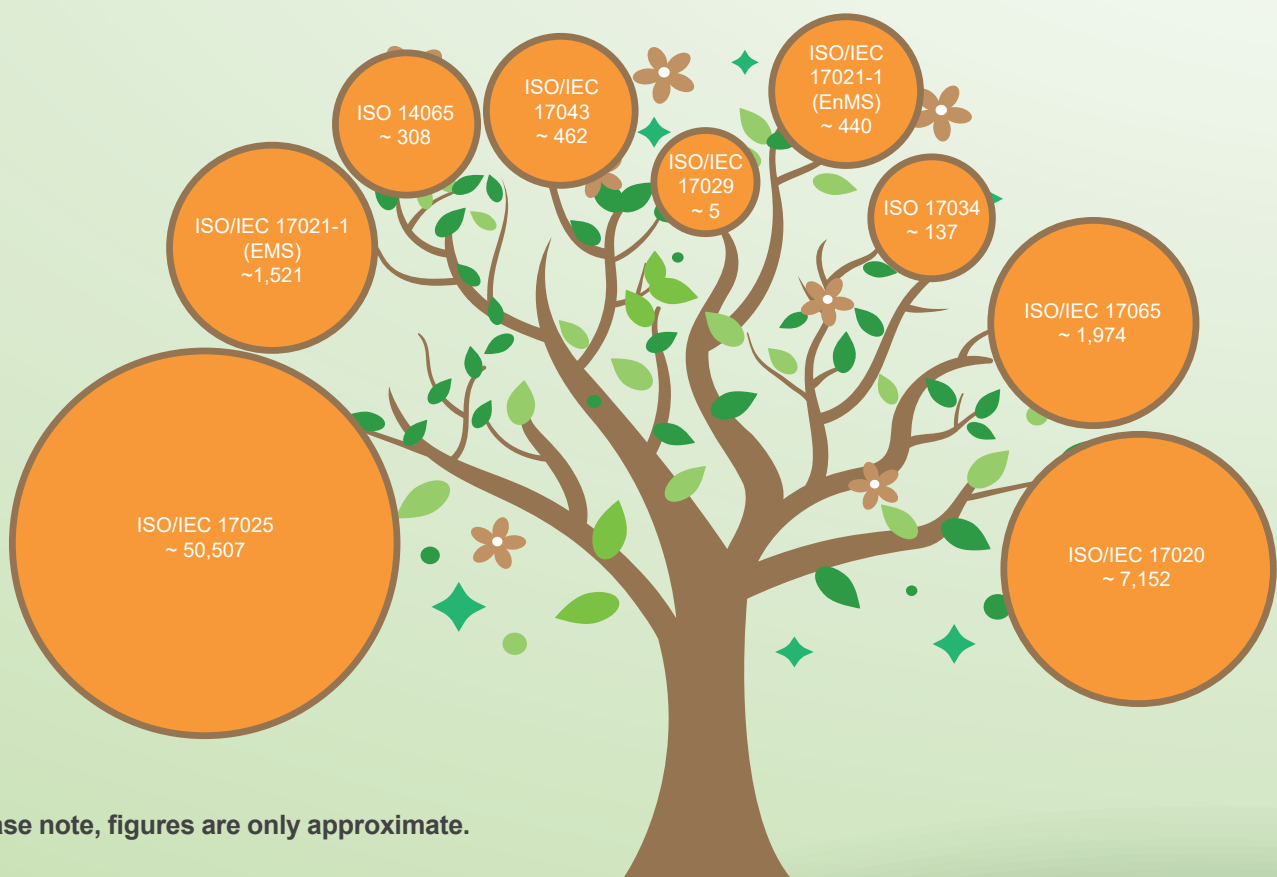 ISO/IEC 17025
~ 50,507
ISO/IEC 17021-1
(EMS)
~1,521
ISO 14065
~ 308
ISO/IEC
17043
~ 462
ISO/IEC
17029
~ 5
ISO/IEC
17021-1
(EnMS)
~ 440
ISO 17034
~ 137
ISO/IEC 17065
~ 1,974
ISO/IEC 17020
~ 7,152
ase note, figures are only approximate.